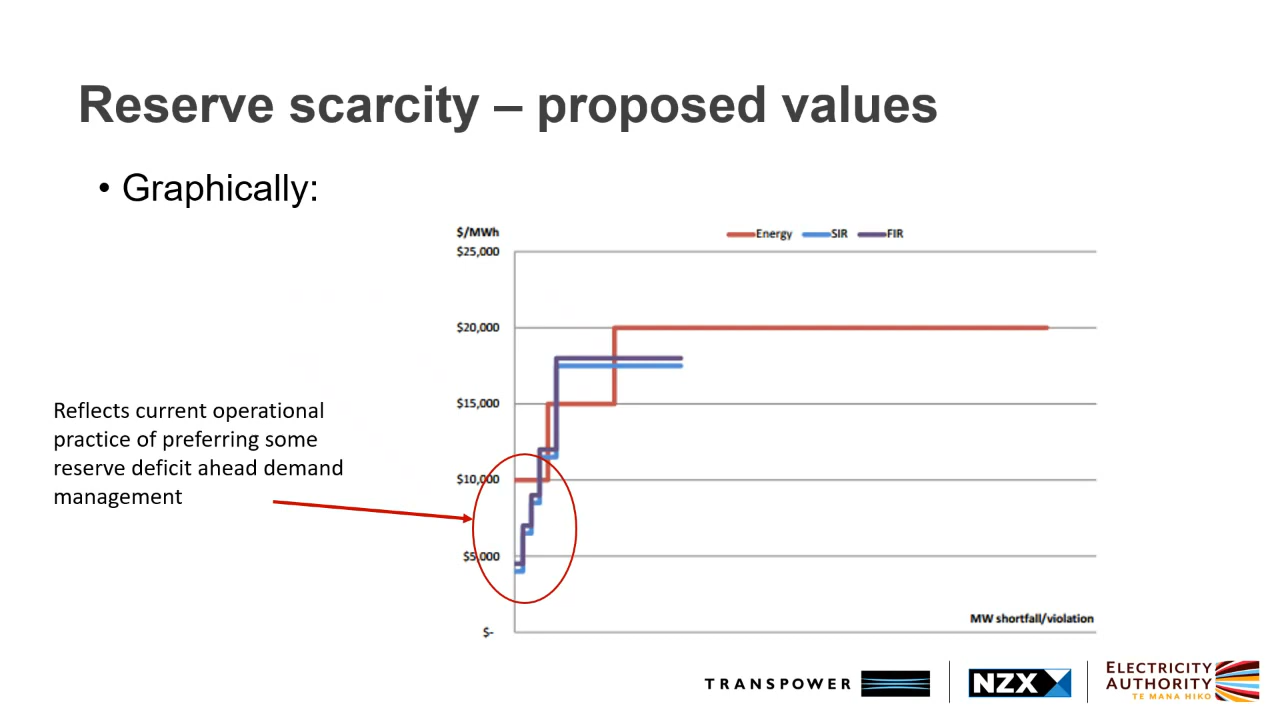 Reserve scarcity – proposed values
• Graphically:
$/MWh
Energy SIR FIR
$25,000
$20,000
$15,000
$10,000
$5,000
$-
MW shortfall/violation
Reflects current operational
practice of preferring some
reserve deficit ahead demand
management
TRANSPOWER
NZX
ELECTRICITY
AUTHORITY
TE MANA HIKO